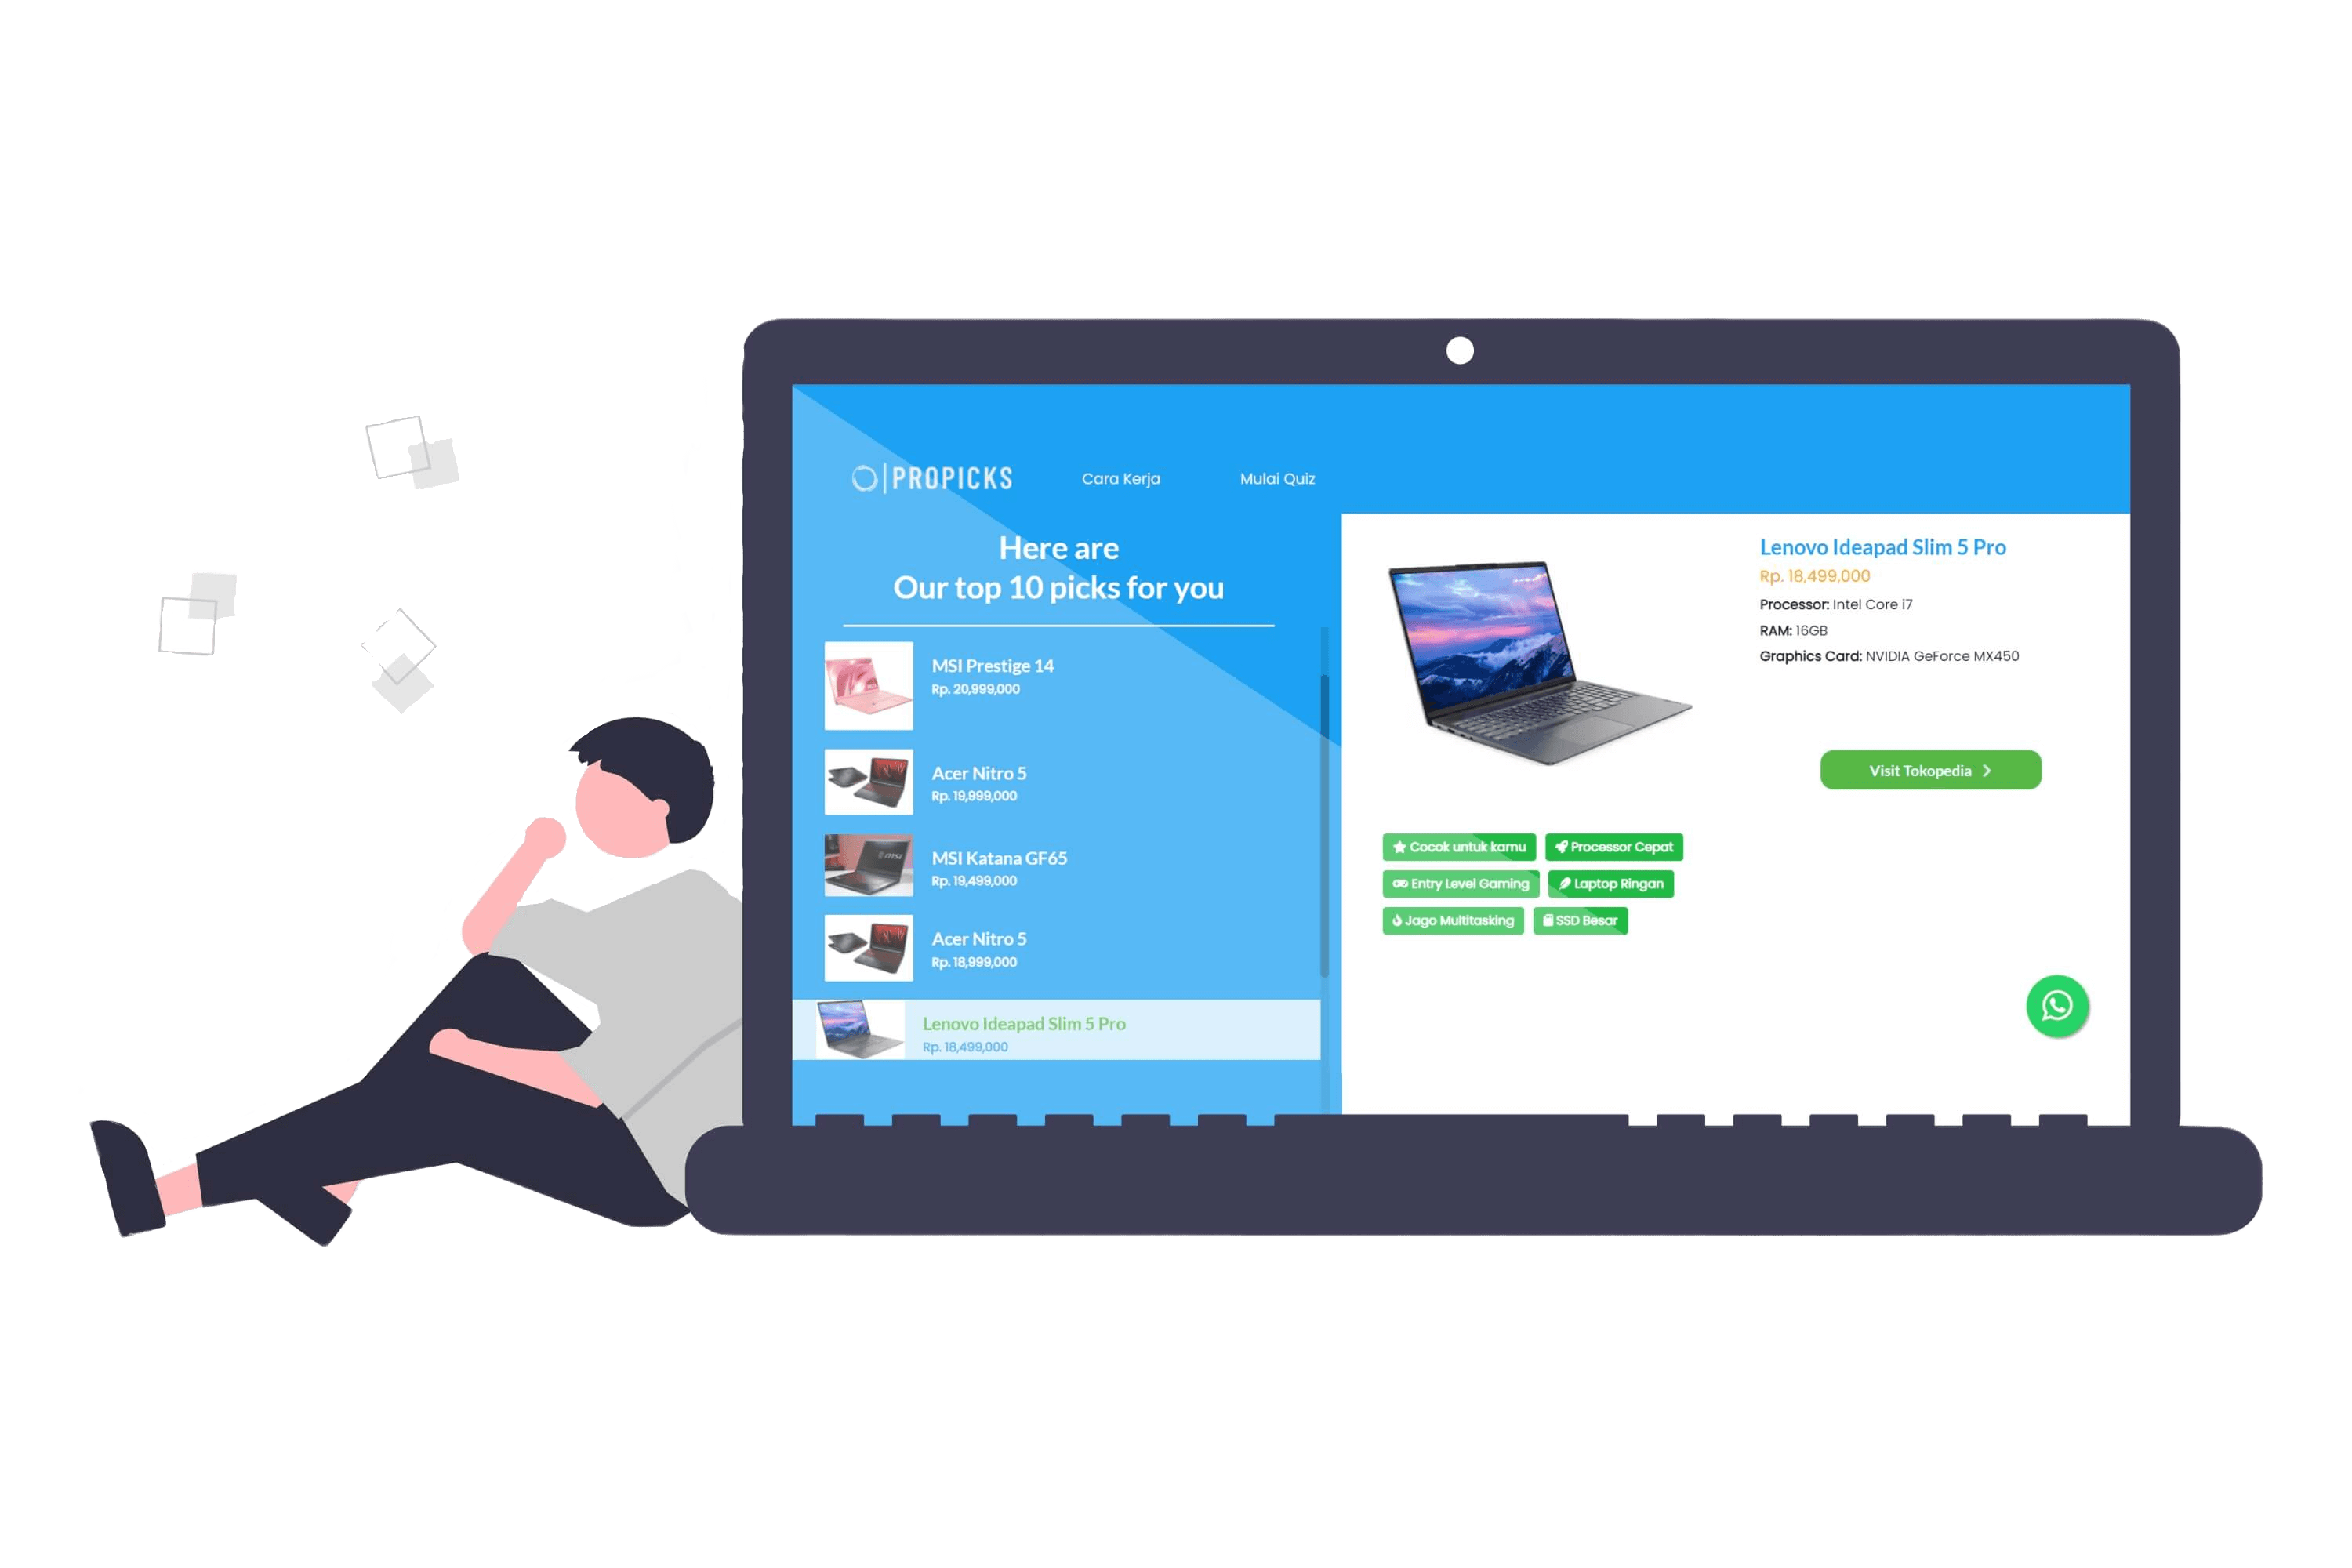 PROPICKS
Cara Kerja
Mulai Quiz
Here are
Our top 10 picks for you
MSI Prestige 14
Rp. 20,999,000
Acer Nitro 5
Rp. 19,999,000
MSI Katana GF65
Rp. 19,499,000
Acer Nitro 5
Rp. 18,999,000
Lenovo Ideapad Slim 5 Pro
Rp. 18,499,000
Lenovo Ideapad Slim 5 Pro
Rp. 18,499,000
Processor: Intel Core i7
RAM: 16GB
Graphics Card: NVIDIA GeForce MX450
Visit Tokopedia
Cocok untuk kamu
Processor Cepat
Entry Level Gaming
Laptop Ringan
Jago Multitasking
SSD Besar
msi